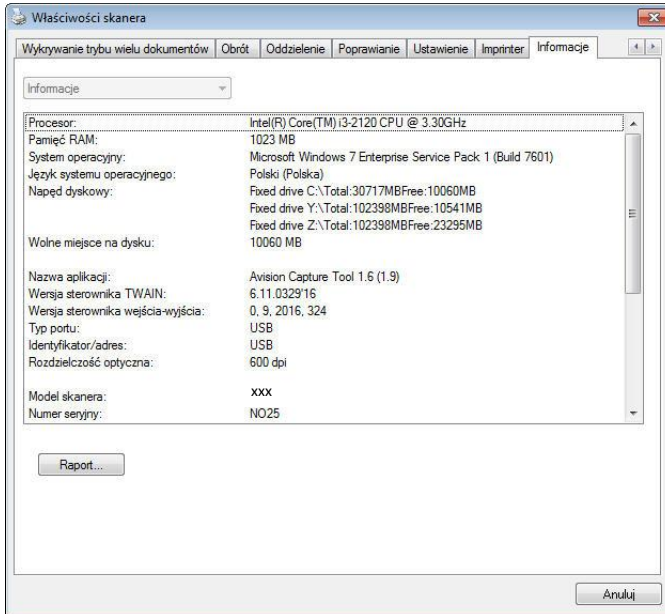 Właściwości skanera
Wykrywanie trybu wielu dokumentów Obrót Oddzielenie Poprawianie Ustawienie Imprinter Informacje
Informacje
Procesor: Intel(R) Core(TM) i3-2120 CPU @ 3.30GHz
Pamięć RAM: 1023 MB
System operacyjny: Microsoft Windows 7 Enterprise Service Pack 1 (Build 7601)
Język systemu operacyjnego: Polski (Polska)
Napęd dyskowy: Fixed drive C:\Total:30717MBFree:10060MB
Fixed drive Y:\Total:102398MBFree:10541MB
Fixed drive Z:\Total:102398MBFree:23295MB
Wolne miejsce na dysku: 10060 MB
Nazwa aplikacji: Avision Capture Tool 1.6 (1.9)
Wersja sterownika TWAIN: 6.11.0329'16
Wersja sterownika wejścia-wyjścia: 0, 9, 2016, 324
Typ portu: USB
Identyfikator/adres: USB
Rozdzielczość optyczna: 600 dpi
Model skanera: xxx
Numer seryjny: NO25
Raport...
Anuluj